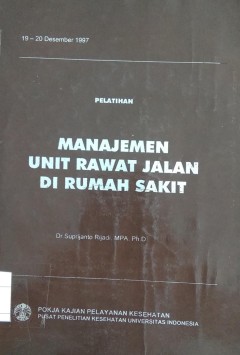 19 – 20 Desember 1997
PELATIHAN
MANAJEMEN
UNIT RAWAT JALAN
DI RUMAH SAKIT
Dr Suprijanto Rijadi, MPA, Ph.D
POKJA KAJIAN PELAYANAN KESEHATAN
PUSAT PENELITIAN KESEHATAN UNIVERSITAS INDONESIA